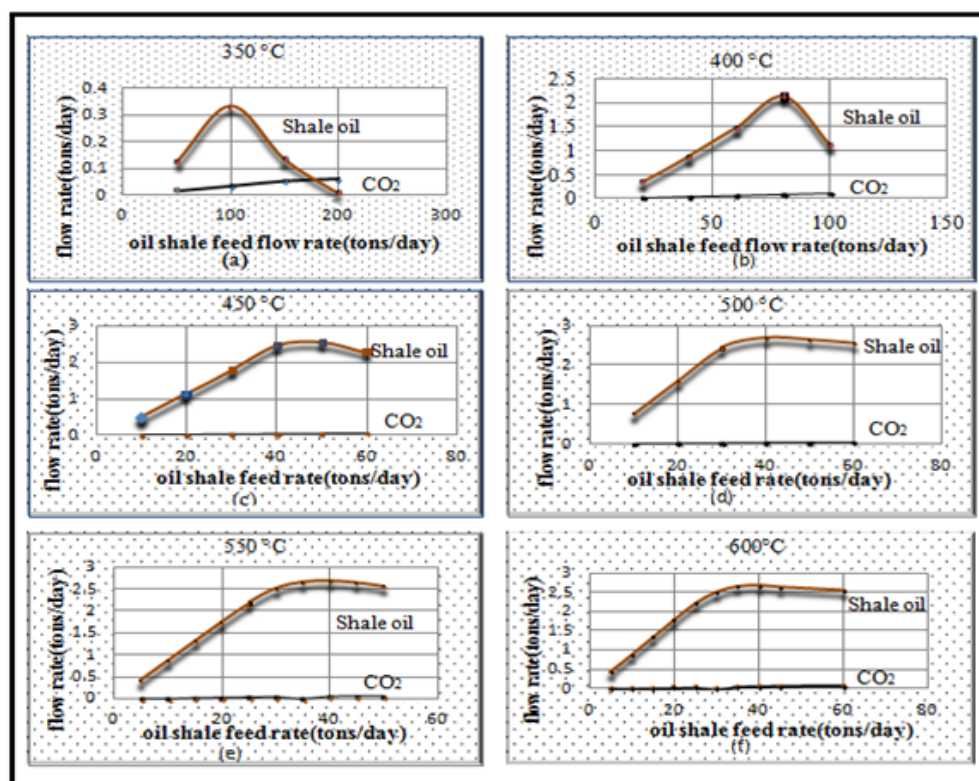 350 °C
flow rate(tons/day)
0.4
0.3
0.2
0.1
0
Shale oil
CO2
0 100 200 300
oil shale feed flow rate(tons/day)
(a)
400 °C
flow rate(tons/day)
2.5
2
1.5
1
0.5
0
Shale oil
CO2
0 50 100 150
oil shale feed flow rate(tons/day)
(b)
450 °C
flow rate(tons/day)
3
2
1
0
Shale oil
CO2
0 20 40 60 80
oil shale feed rate(tons/day)
(c)
500 °C
flow rate(tons/day)
3
2
1
0
Shale oil
CO2
0 20 40 60 80
oil shale feed rate(tons/day)
(d)
550 °C
flow rate(tons/day)
3
2.5
2
1.5
1
0.5
0
Shale oil
CO2
0 20 40 60
oil shale feed rate(tons/day)
(e)
600°C
flow rate(tons/day)
3
2.5
2
1.5
1
0.5
0
Shale oil
CO2
0 20 40 60 80
oil shale feed rate(tons/day)
(f)